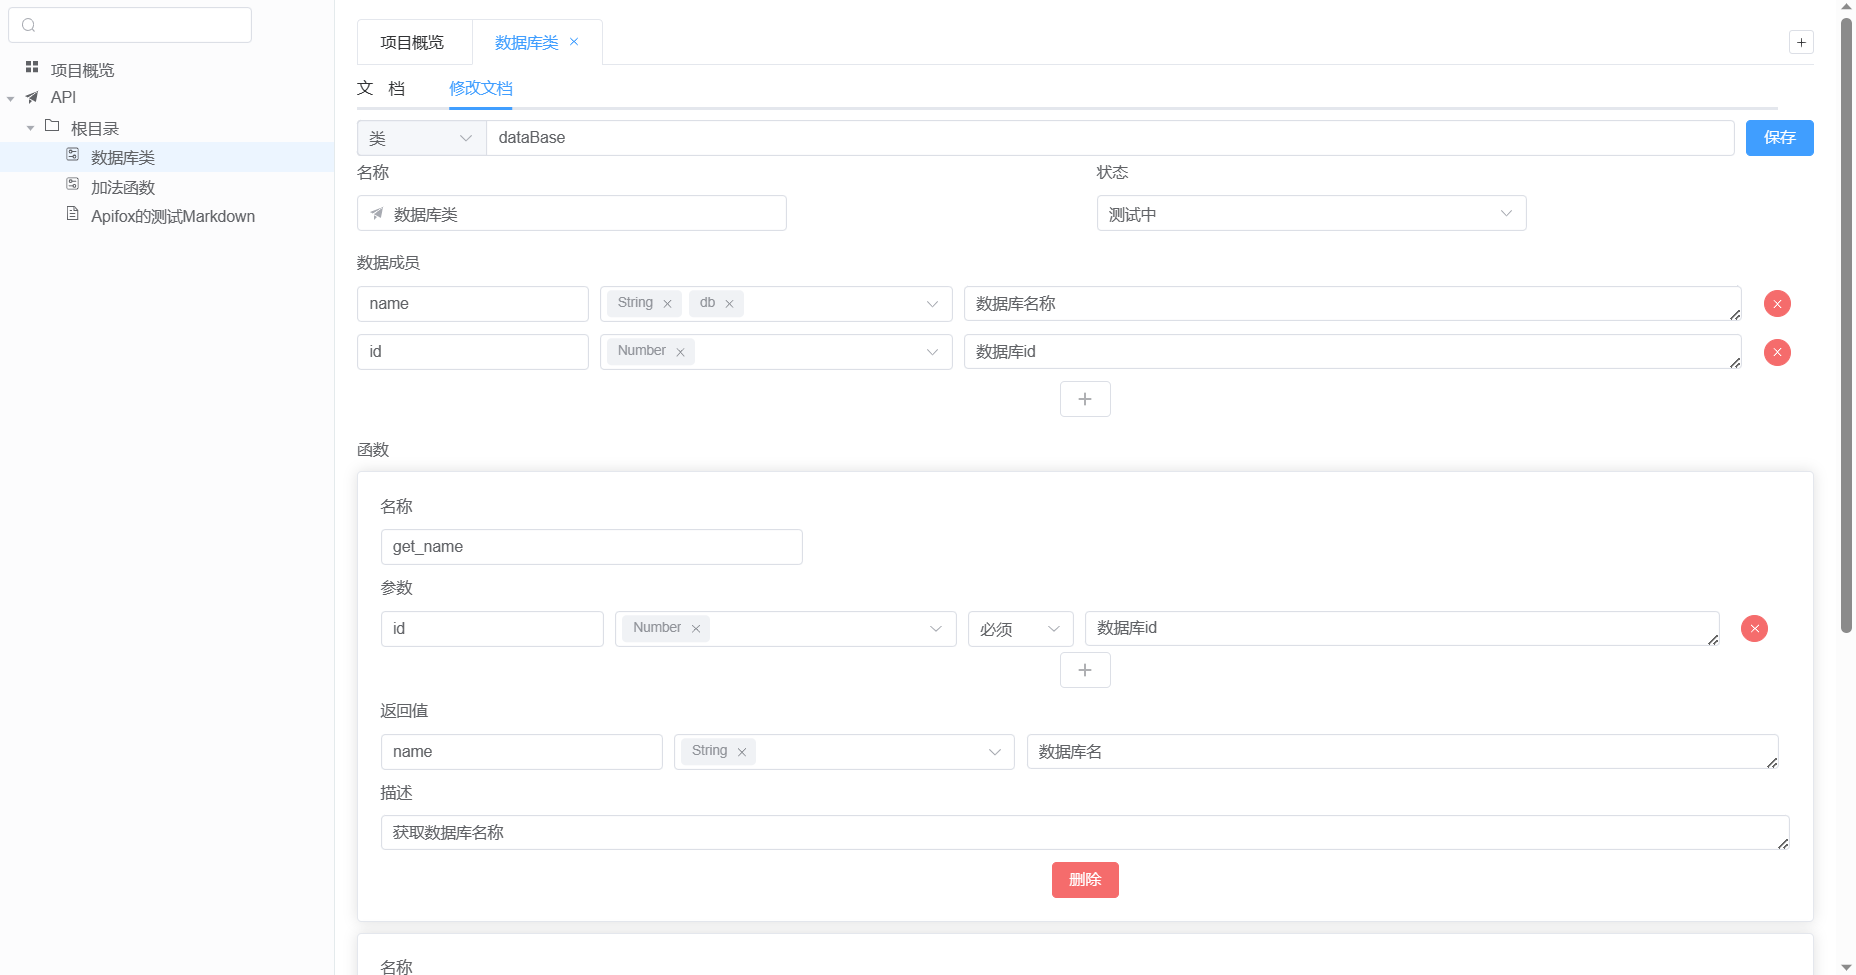 项目概览
API
根目录
数据库类
加法函数
Apifox的测试Markdown
项目概览 数据库类
文 档 修改文档
类 dataBase 保存
名称 状态
数据库类 测试中
数据成员
name String db 数据库名称
id Number 数据库id
函数
名称
get_name
参数
id Number 必须 数据库id
返回值
name String 数据库名
描述
获取数据库名称
删除
名称